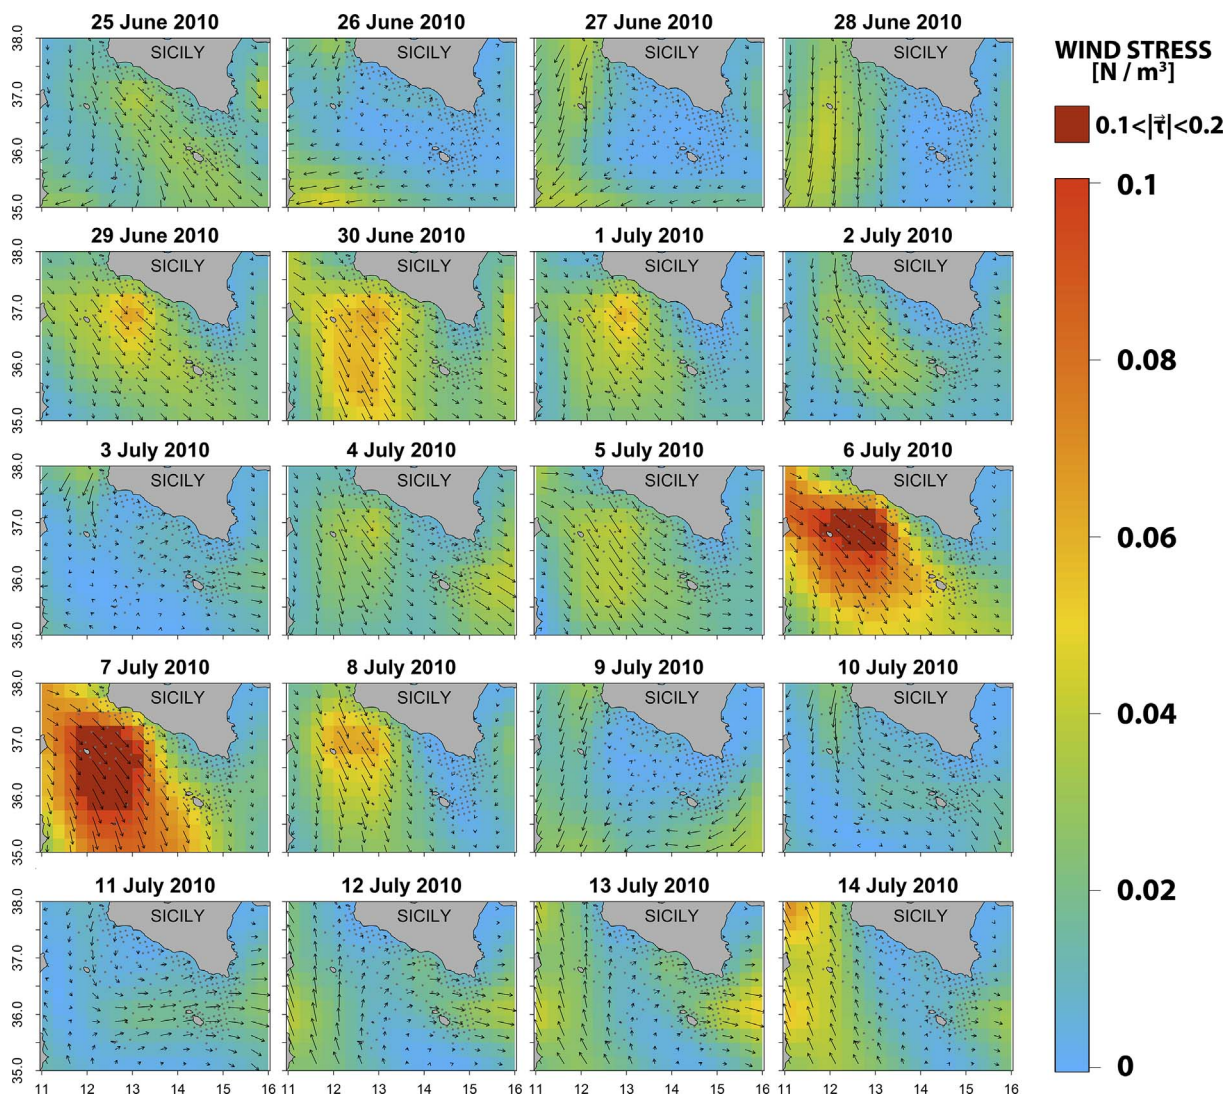 25 June 2010 26 June 2010 27 June 2010 28 June 2010
SICILY SICILY SICILY SICILY
38.0
37.0
36.0
35.0
29 June 2010 30 June 2010 1 July 2010 2 July 2010
SICILY SICILY SICILY SICILY
38.0
37.0
36.0
35.0
3 July 2010 4 July 2010 5 July 2010 6 July 2010
SICILY SICILY SICILY SICILY
38.0
37.0
36.0
35.0
7 July 2010 8 July 2010 9 July 2010 10 July 2010
SICILY SICILY SICILY SICILY
38.0
37.0
36.0
35.0
11 July 2010 12 July 2010 13 July 2010 14 July 2010
SICILY SICILY SICILY SICILY
38.0
37.0
36.0
35.0
11 12 13 14 15 16 11 12 13 14 15 16 11 12 13 14 15 16 11 12 13 14 15 16
WIND STRESS
[N / m³]
0.1<|τ⃗|<0.2
0.1
0.08
0.06
0.04
0.02
0